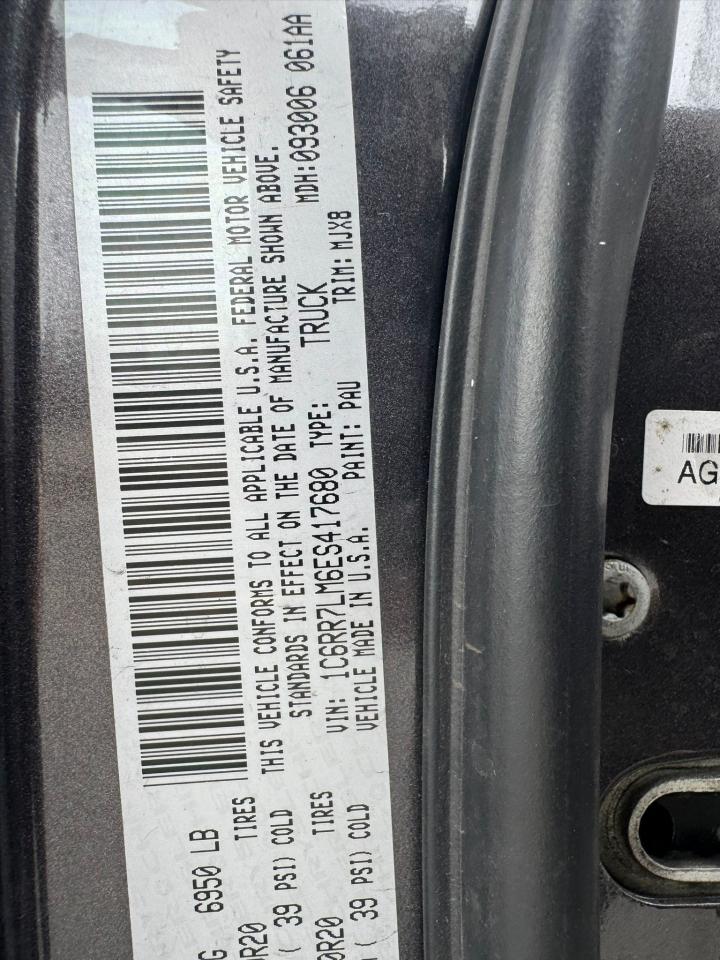 G 6950 LB
0R20 TIRES
( 39 PSI) COLD
0R20 TIRES
( 39 PSI) COLD
THIS VEHICLE CONFORMS TO ALL APPLICABLE U.S.A. FEDERAL MOTOR VEHICLE SAFETY
STANDARDS IN EFFECT ON THE DATE OF MANUFACTURE SHOWN ABOVE.
VIN: 1C6RR7LM6ES417680 TYPE: TRUCK MDH:093006 061AA
VEHICLE MADE IN U.S.A. PAINT: PAU TRIM: MJX8
AG